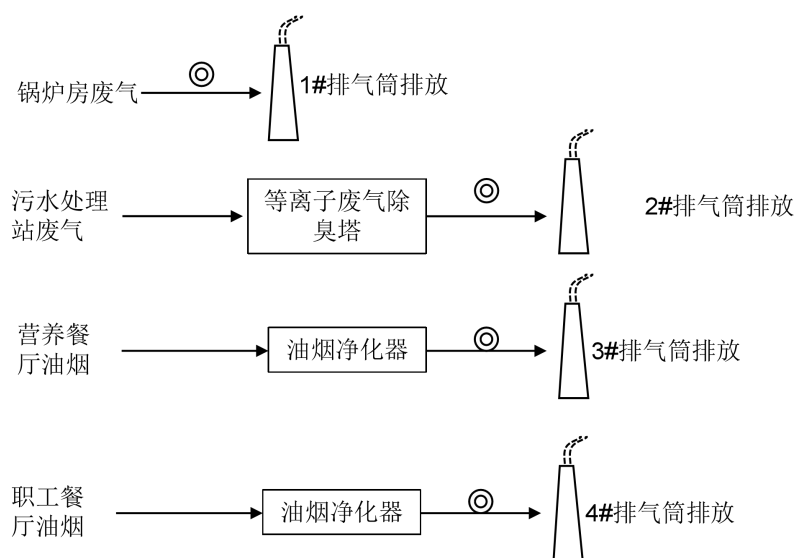 锅炉房废气
1#排气筒排放
污水处理
站废气
等离子废气除
臭塔
2#排气筒排放
营养餐
厅油烟
油烟净化器
3#排气筒排放
职工餐
厅油烟
油烟净化器
4#排气筒排放